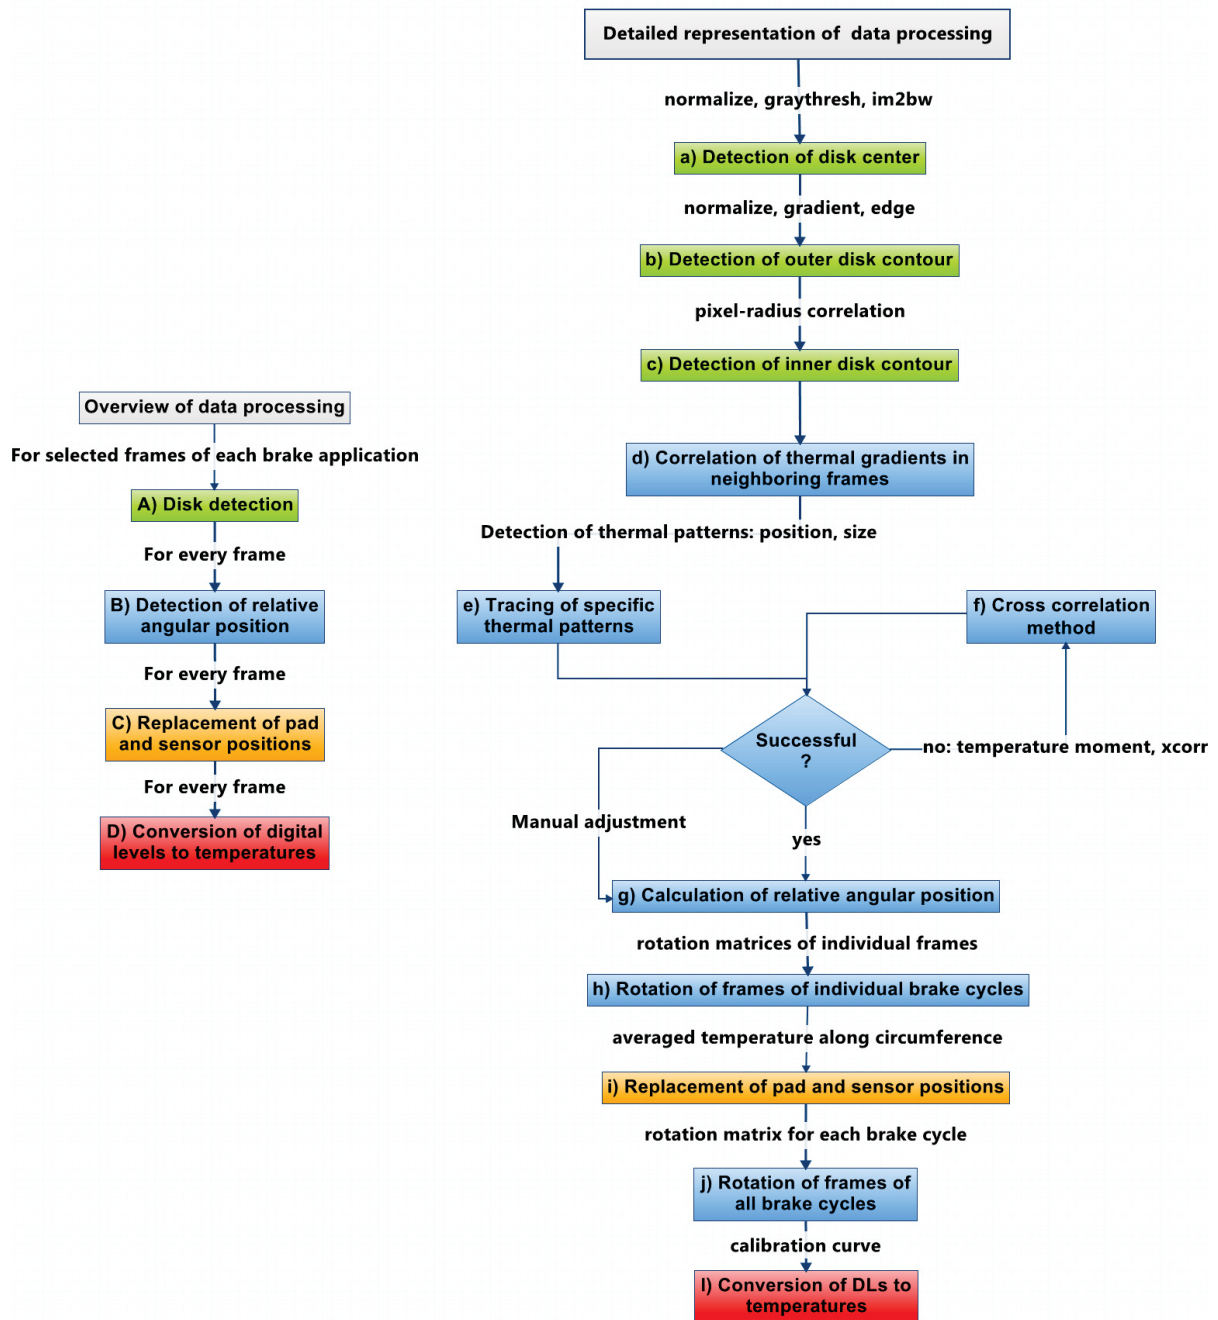 Overview of data processing
For selected frames of each brake application
A) Disk detection
For every frame
B) Detection of relative
angular position
For every frame
C) Replacement of pad
and sensor positions
For every frame
D) Conversion of digital
levels to temperatures
Detailed representation of data processing
normalize, graythresh, im2bw
a) Detection of disk center
normalize, gradient, edge
b) Detection of outer disk contour
pixel-radius correlation
c) Detection of inner disk contour
d) Correlation of thermal gradients in
neighboring frames
Detection of thermal patterns: position, size
e) Tracing of specific
thermal patterns
f) Cross correlation
method
Successful
?
no: temperature moment, xcorr
Manual adjustment
yes
g) Calculation of relative angular position
rotation matrices of individual frames
h) Rotation of frames of individual brake cycles
averaged temperature along circumference
i) Replacement of pad and sensor positions
rotation matrix for each brake cycle
j) Rotation of frames of
all brake cycles
calibration curve
l) Conversion of DLs to
temperatures